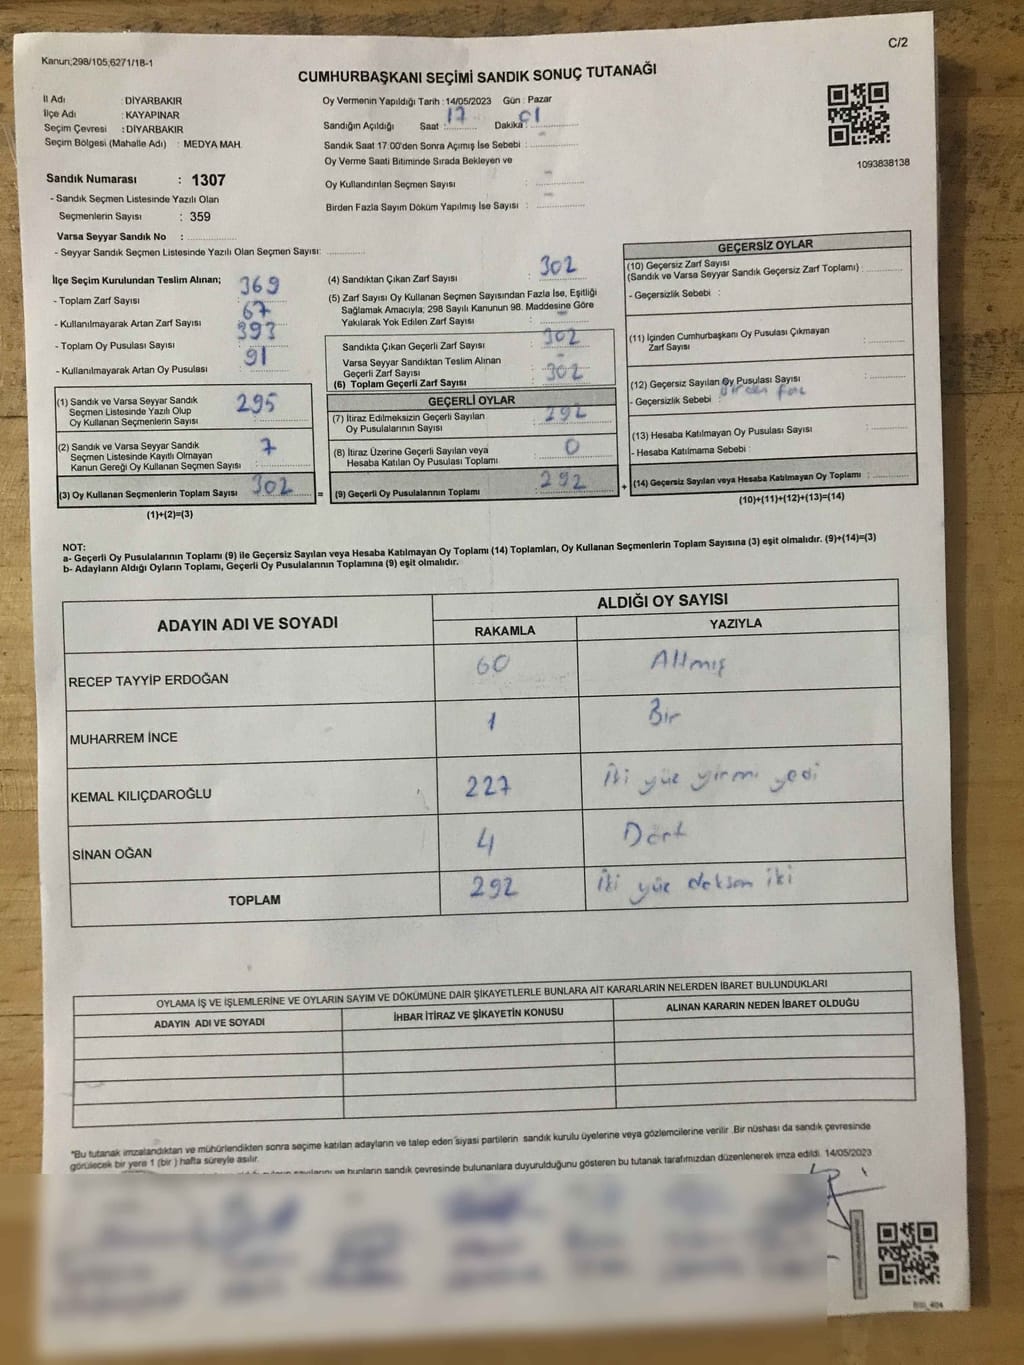 C/2
Kanun;298/105,6271/18-1
CUMHURBAŞKANI SEÇİMİ SANDIK SONUÇ TUTANAĞI
İl Adı : DİYARBAKIR
İlçe Adı : KAYAPINAR
Seçim Çevresi : DİYARBAKIR
Seçim Bölgesi (Mahalle Adı) : MEDYA MAH.
Sandık Numarası : 1307
- Sandık Seçmen Listesinde Yazılı Olan
Seçmenlerin Sayısı : 359
Varsa Seyyar Sandık No :
- Seyyar Sandık Seçmen Listesinde Yazılı Olan Seçmen Sayısı:
Oy Vermenin Yapıldığı Tarih : 14/05/2023 Gün : Pazar
Sandığın Açıldığı Saat : 17 Dakika : 01
Sandık Saat 17:00'den Sonra Açımış İse Sebebi :
Oy Verme Saati Bitiminde Sırada Bekleyen ve
Oy Kullandırılan Seçmen Sayısı :
Birden Fazla Sayım Döküm Yapılmış İse Sayısı :
1093838138
İlçe Seçim Kurulundan Teslim Alınan;
- Toplam Zarf Sayısı : 369
- Kullanılmayarak Artan Zarf Sayısı : 67
- Toplam Oy Pusulası Sayısı : 393
- Kullanılmayarak Artan Oy Pusulası : 91
(1) Sandık ve Varsa Seyyar Sandık
Seçmen Listesinde Yazılı Olup
Oy Kullanan Seçmenlerin Sayısı : 295
(2) Sandık ve Varsa Seyyar Sandık
Seçmen Listesinde Kayıtlı Olmayan
Kanun Gereği Oy Kullanan Seçmen Sayısı : 7
(3) Oy Kullanan Seçmenlerin Toplam Sayısı : 302
(1)+(2)=(3)
(4) Sandıktan Çıkan Zarf Sayısı : 302
(5) Zarf Sayısı Oy Kullanan Seçmen Sayısından Fazla İse, Eşitliği
Sağlamak Amacıyla; 298 Sayılı Kanunun 98. Maddesine Göre
Yakılarak Yok Edilen Zarf Sayısı :
Sandıkta Çıkan Geçerli Zarf Sayısı : 302
Varsa Seyyar Sandıktan Teslim Alınan
Geçerli Zarf Sayısı : -
(6) Toplam Geçerli Zarf Sayısı : 302
GEÇERLİ OYLAR
(7) İtiraz Edilmeksizin Geçerli Sayılan
Oy Pusulalarının Sayısı : 292
(8) İtiraz Üzerine Geçerli Sayılan veya
Hesaba Katılan Oy Pusulası Toplamı : 0
= (9) Geçerli Oy Pusulalarının Toplamı : 292
GEÇERSİZ OYLAR
(10) Geçersiz Zarf Sayısı
(Sandık ve Varsa Seyyar Sandık Geçersiz Zarf Toplamı) :
- Geçersizlik Sebebi :
(11) İçinden Cumhurbaşkanı Oy Pusulası Çıkmayan
Zarf Sayısı :
(12) Geçersiz Sayılan Oy Pusulası Sayısı :
- Geçersizlik Sebebi : Birden
(13) Hesaba Katılmayan Oy Pusulası Sayısı :
- Hesaba Katılmama Sebebi :
+ (14) Geçersiz Sayılan veya Hesaba Katılmayan Oy Toplamı :
(10)+(11)+(12)+(13)=(14)
NOT:
a- Geçerli Oy Pusulalarının Toplamı (9) ile Geçersiz Sayılan veya Hesaba Katılmayan Oy Toplamı (14) Toplamları, Oy Kullanan Seçmenlerin Toplam Sayısına (3) eşit olmalıdır. (9)+(14)=(3)
b- Adayların Aldığı Oyların Toplamı, Geçerli Oy Pusulalarının Toplamına (9) eşit olmalıdır.
ADAYIN ADI VE SOYADI ALDIĞI OY SAYISI
RAKAMLA YAZIYLA
RECEP TAYYİP ERDOĞAN 60 Altmış
MUHARREM İNCE 1 Bir
KEMAL KILIÇDAROĞLU 227 İki yüz yirmi yedi
SİNAN OĞAN 4 Dört
TOPLAM 292 İki yüz doksan iki
OYLAMA İŞ VE İŞLEMLERİNE VE OYLARIN SAYIM VE DÖKÜMÜNE DAİR ŞİKAYETLERLE BUNLARA AİT KARARLARIN NELERDEN İBARET BULUNDUKLARI
ADAYIN ADI VE SOYADI İHBAR İTİRAZ VE ŞİKAYETİN KONUSU ALINAN KARARIN NEDEN İBARET OLDUĞU
*Bu tutanak imzalandıktan ve mühürlendikten sonra seçime katılan adayların ve talep eden siyasi partilerin sandık kurulu üyelerine veya gözlemcilerine verilir .Bir nüshası da sandık çevresinde
görülecek bir yere 1 (bir ) hafta süreyle asılır.
sayılarını ve bunların sandık çevresinde bulunanlara duyurulduğunu gösteren bu tutanak tarafımızdan düzenlenerek imza edildi. 14/05/2023